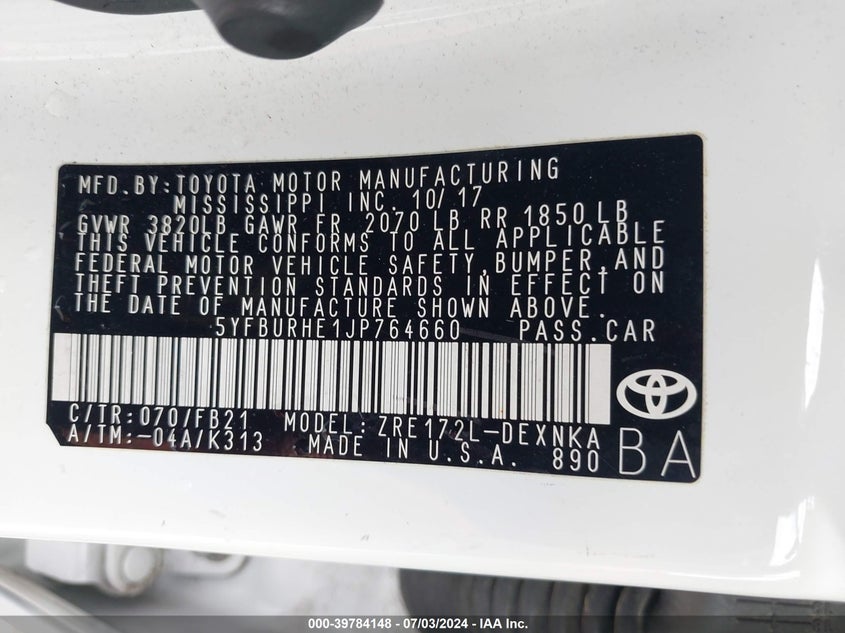 MFD. BY: TOYOTA MOTOR MANUFACTURING
MISSISSIPPI INC. 10/17
GVWR 3820LB GAWR FR 2070 LB RR 1850 LB
THIS VEHICLE CONFORMS TO ALL APPLICABLE
FEDERAL MOTOR VEHICLE SAFETY, BUMPER, AND
THEFT PREVENTION STANDARDS IN EFFECT ON
THE DATE OF MANUFACTURE SHOWN ABOVE.
5YFBURHE1JP764660 PASS. CAR
C/TR: 070/FB21 MODEL: ZRE172L-DEXNKA
A/TM: -04A/K313 MADE IN U.S.A. 890
BA
000-39784148 - 07/03/2024 - IAA Inc.